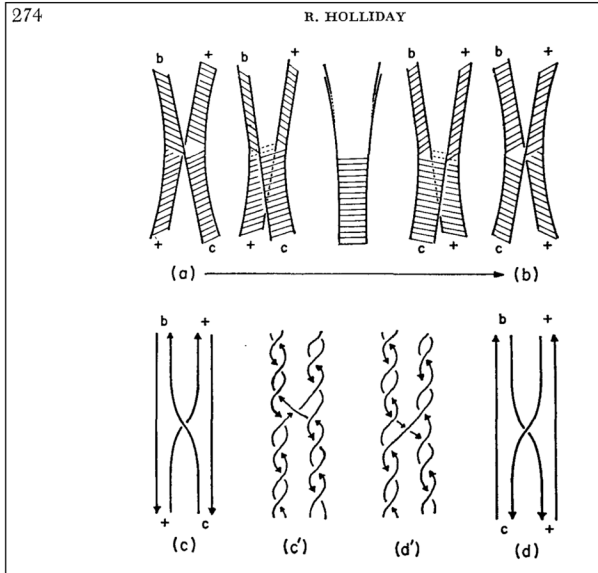 274 R. HOLLIDAY
b + b + b + b +
+ c + c c + c +
(a) (b)
b + b +
+ c c +
(c) (c') (d') (d)